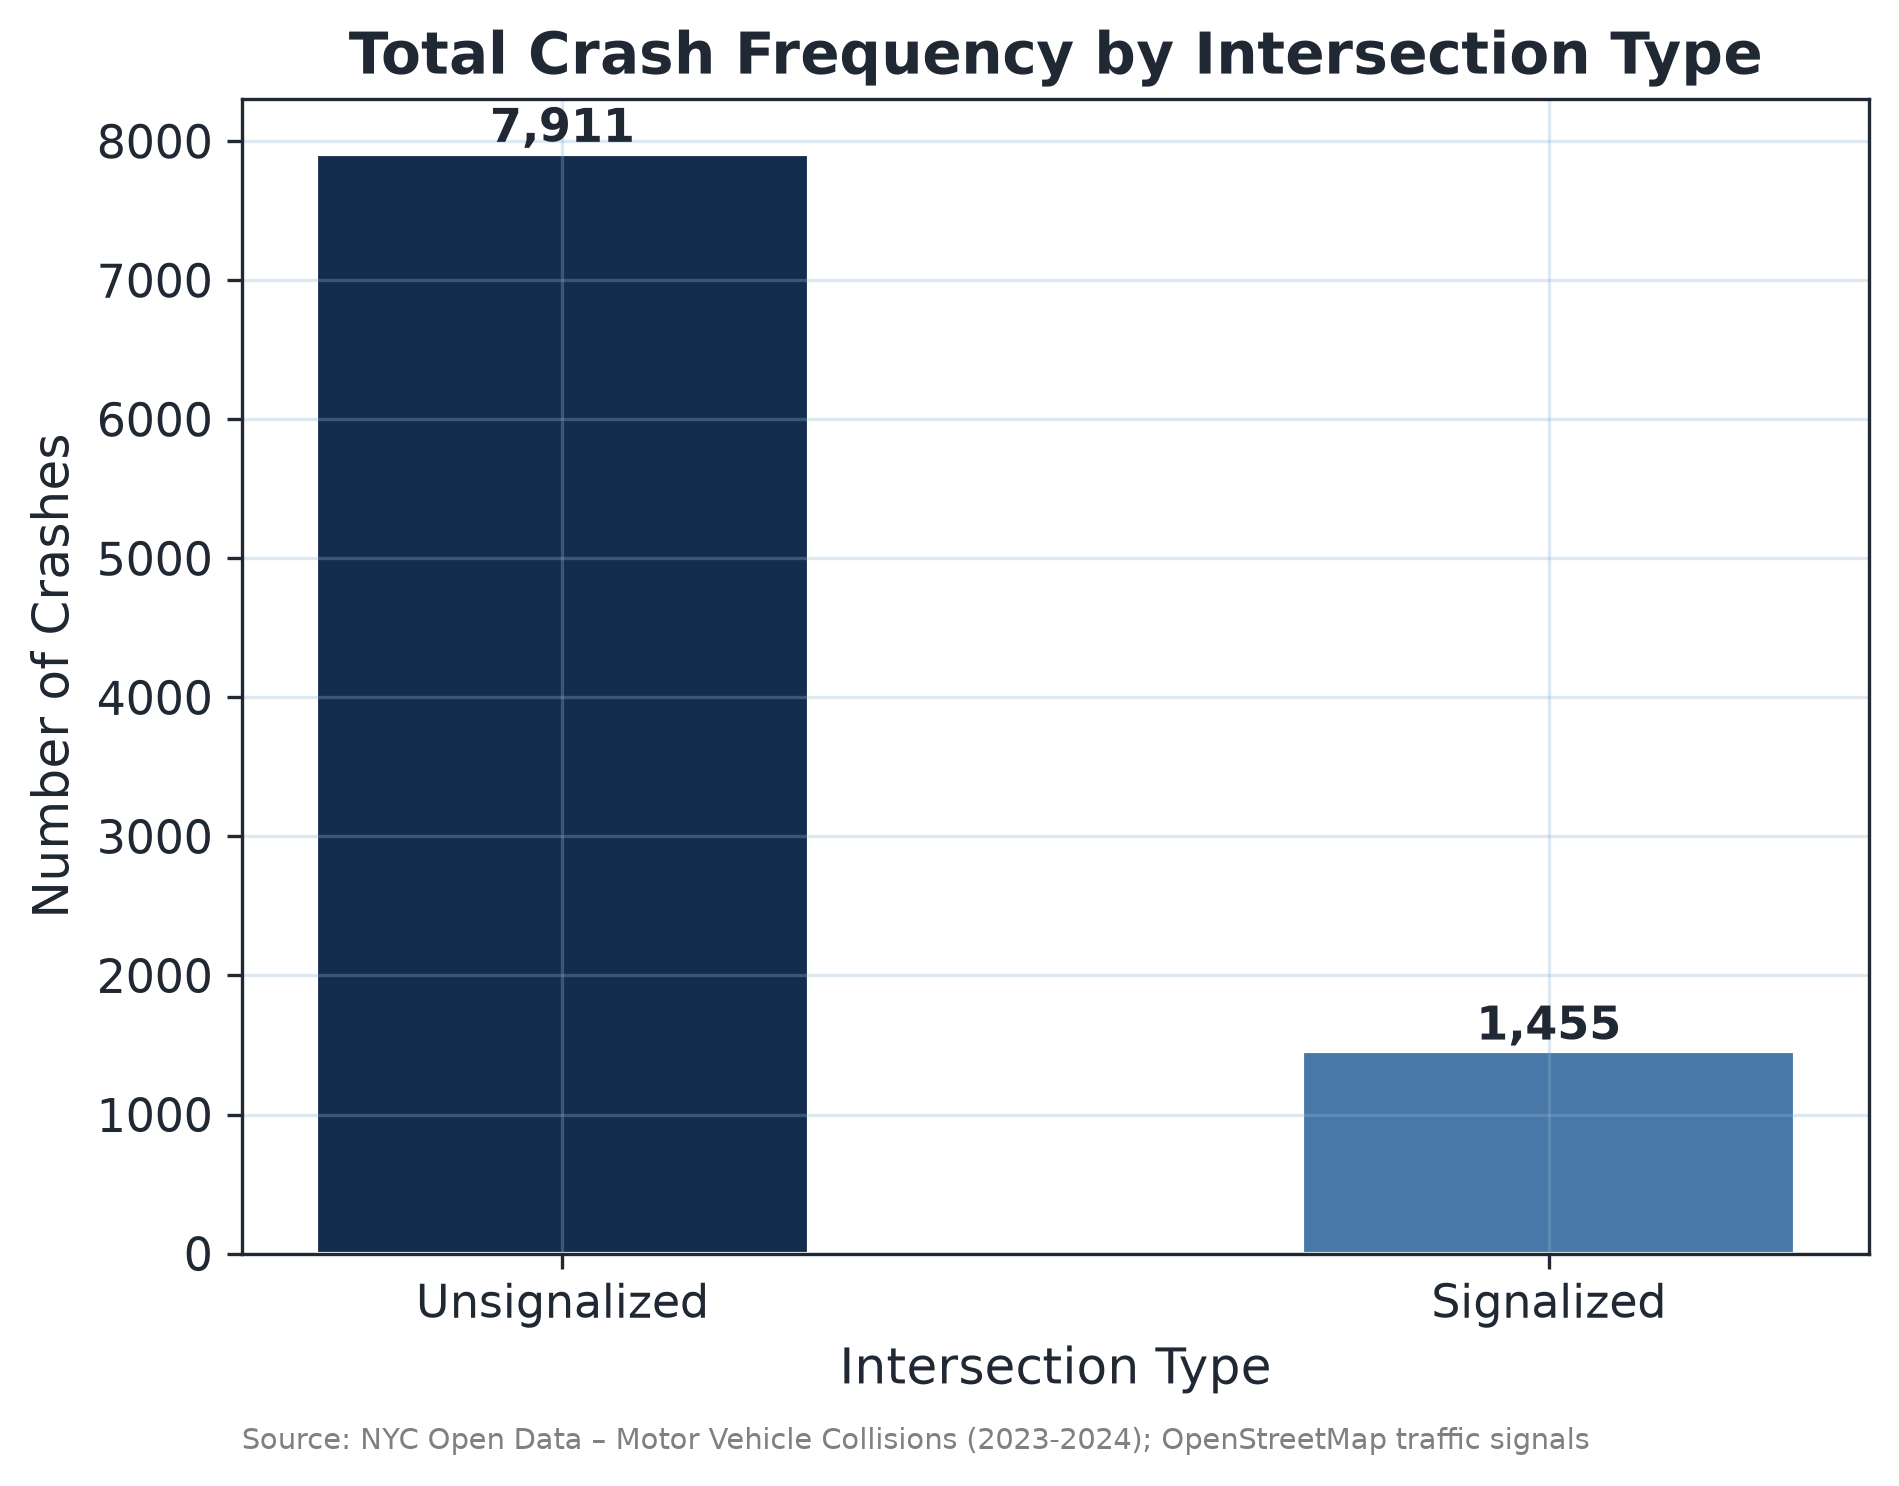 Total Crash Frequency by Intersection Type
7,911
8000
7000
6000
5000
4000
3000
2000
1000
0
Number of Crashes
1,455
Unsignalized
Signalized
Intersection Type
Source: NYC Open Data – Motor Vehicle Collisions (2023-2024); OpenStreetMap traffic signals